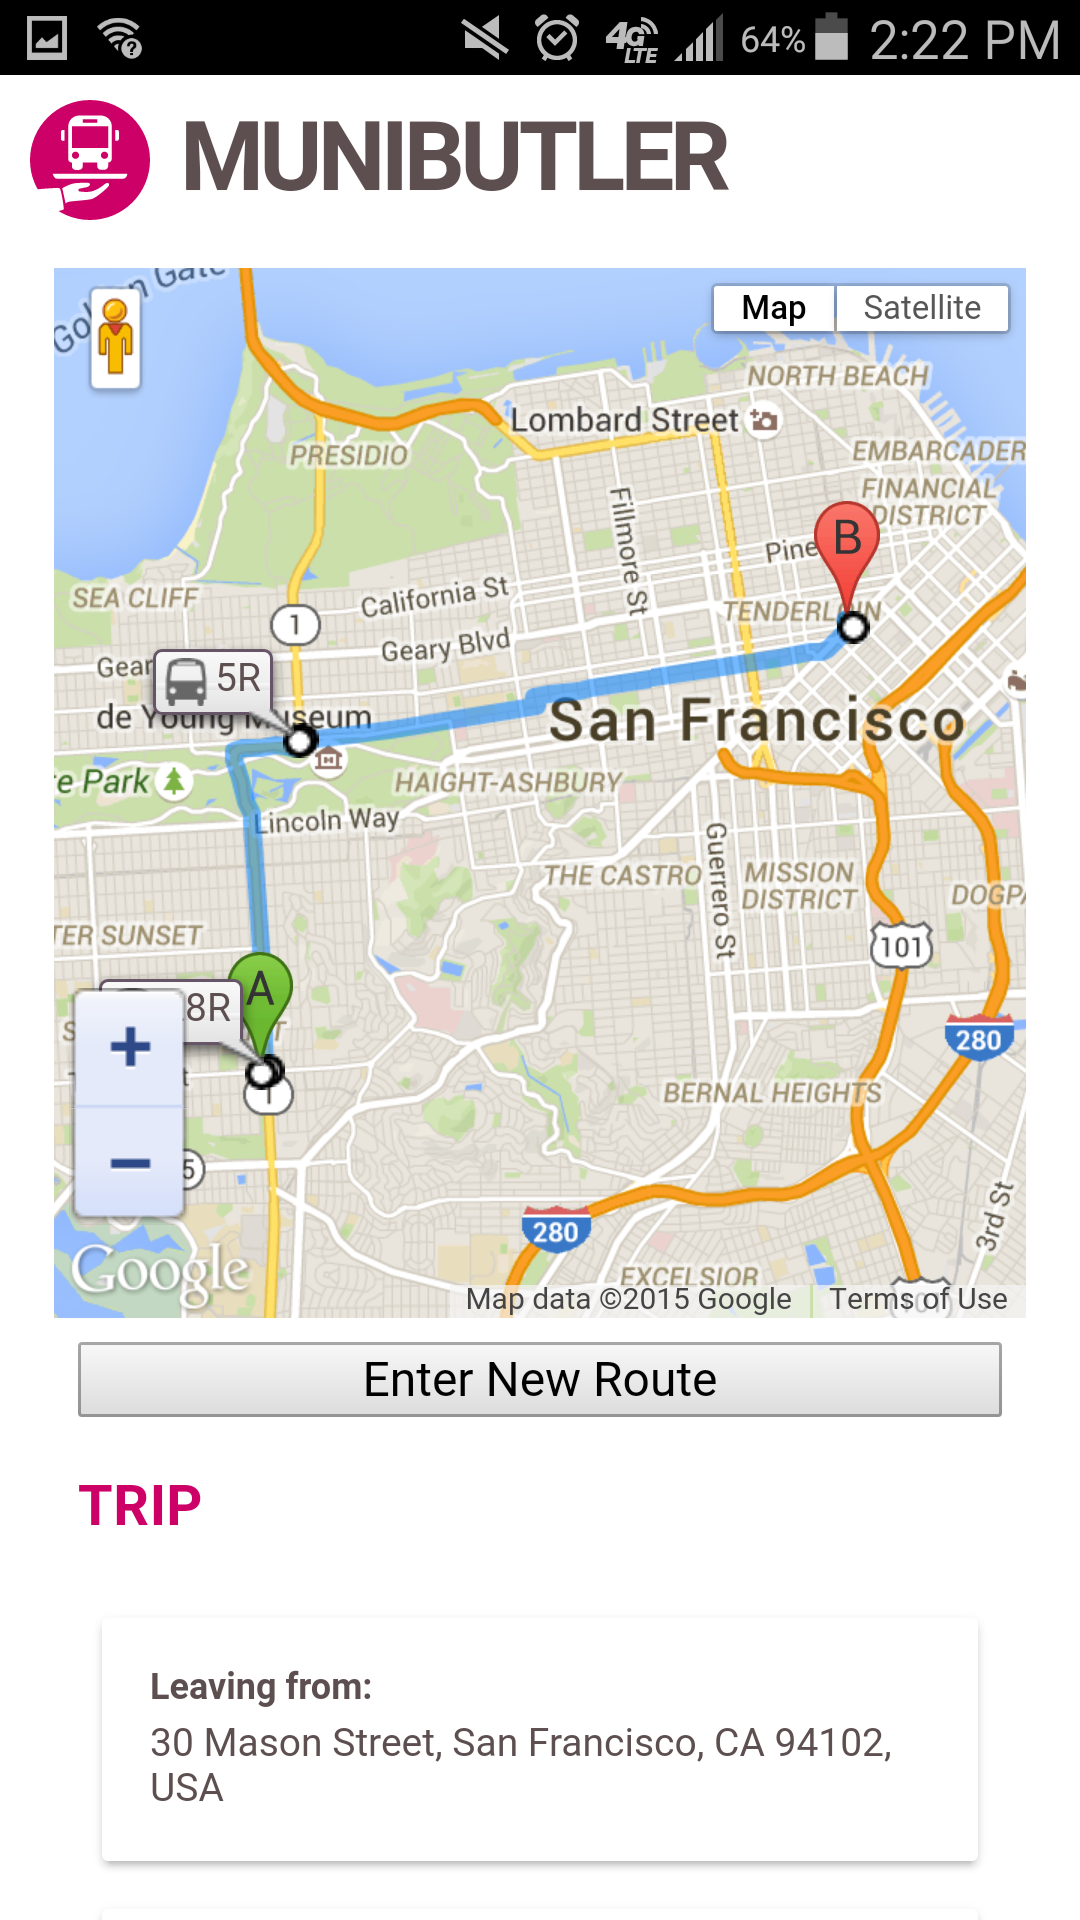 64% 2:22 PM
MUNIBUTLER
Map Satellite
NORTH BEACH
Lombard Street
PRESIDIO
EMBARCADER
FINANCIAL
DISTRICT
Fillmore St
Pine
B
SEA CLIFF
California St
TENDERLOIN
1
Geary Blvd
Gear
5R
de Young Museum
San Francisco
e Park
HAIGHT-ASHBURY
Lincoln Way
Guerrero St
THE CASTRO
MISSION
DISTRICT
DOGPA
TER SUNSET
101
A
8R
280
1
BERNAL HEIGHTS
+
−
5
3rd St
280
Google
EXCELSIOR
Map data ©2015 Google Terms of Use
Enter New Route
TRIP
Leaving from:
30 Mason Street, San Francisco, CA 94102,
USA